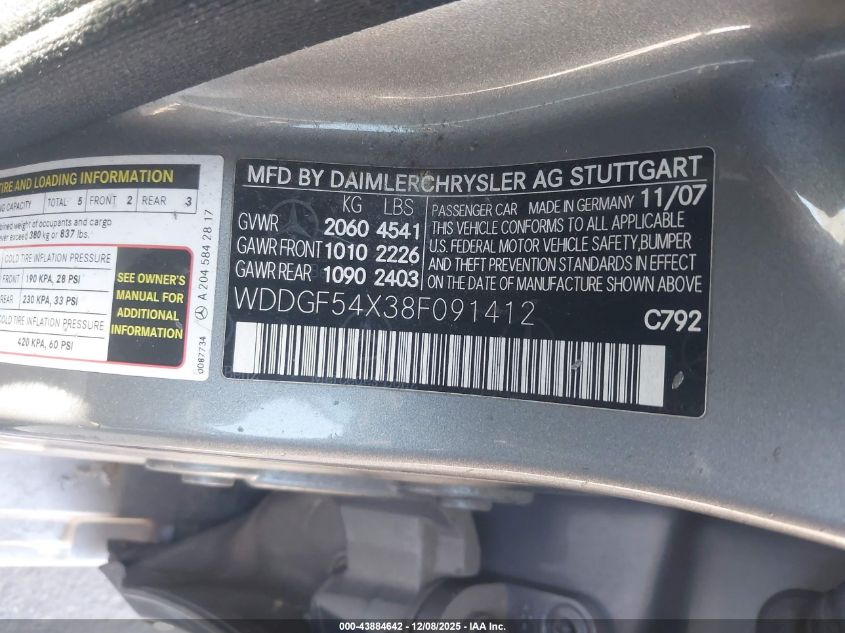 TIRE AND LOADING INFORMATION
TOTAL 5 FRONT 2 REAR 3
weight of occupants and cargo
exceed 380 kg or 837 lbs.
COLD TIRE INFLATION PRESSURE
FRONT 190 KPA, 28 PSI
REAR 230 KPA, 33 PSI
COLD TIRE INFLATION PRESSURE
420 KPA, 60 PSI
SEE OWNER'S
MANUAL FOR
ADDITIONAL
INFORMATION
A 204 584 28 17
0087734
MFD BY DAIMLERCHRYSLER AG STUTTGART
KG LBS
GVWR 2060 4541
GAWR FRONT 1010 2226
GAWR REAR 1090 2403
PASSENGER CAR MADE IN GERMANY 11/07
THIS VEHICLE CONFORMS TO ALL APPLICABLE
U.S. FEDERAL MOTOR VEHICLE SAFETY, BUMPER
AND THEFT PREVENTION STANDARDS IN EFFECT
ON THE DATE OF MANUFACTURE SHOWN ABOVE
WDDGF54X38F091412
C792
000-43884642 - 12/08/2025 - IAA, Inc.